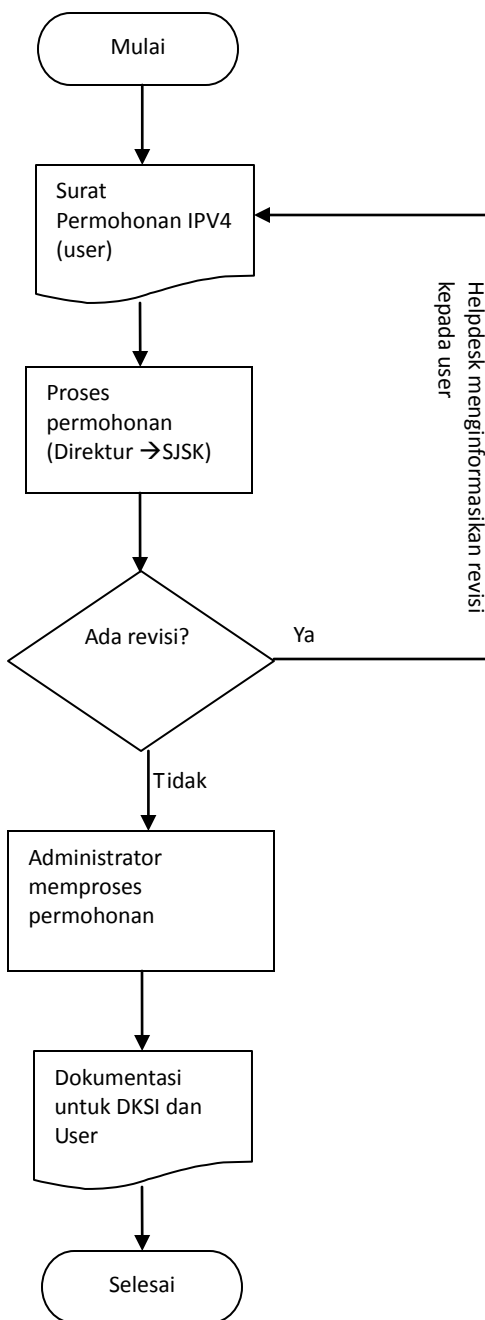 Mulai
Surat
Permohonan IPV4
(user)
Helpdesk menginformasikan revisi
kepada user
Proses
permohonan
(Direktur →SJSK)
Ada revisi?
Ya
Tidak
Administrator
memproses
permohonan
Dokumentasi
untuk DKSI dan
User
Selesai